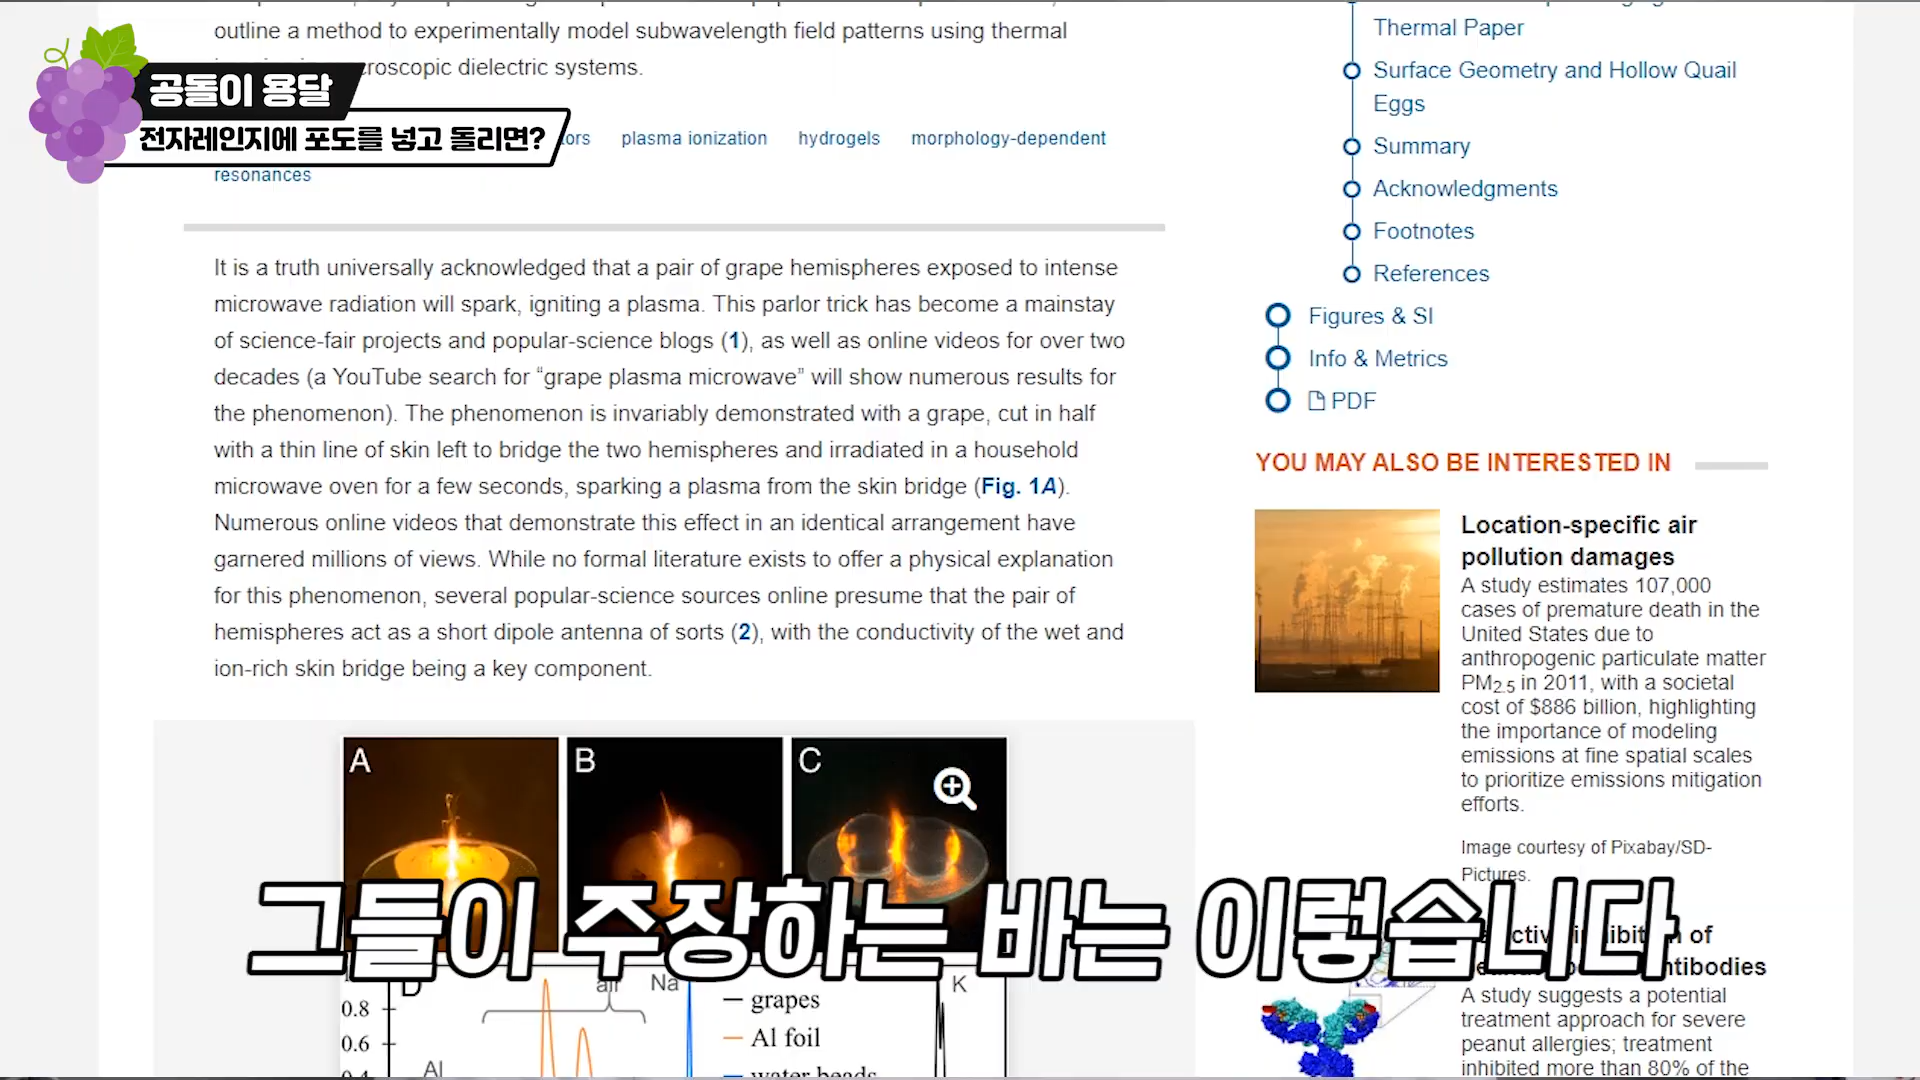 outline a method to experimentally model subwavelength field patterns using thermal
croscopic dielectric systems.
공돌이 용달
전자레인지에 포도를 넣고 돌리면?
plasma ionization hydrogels morphology-dependent
resonances
It is a truth universally acknowledged that a pair of grape hemispheres exposed to intense
microwave radiation will spark, igniting a plasma. This parlor trick has become a mainstay
of science-fair projects and popular-science blogs (1), as well as online videos for over two
decades (a YouTube search for “grape plasma microwave” will show numerous results for
the phenomenon). The phenomenon is invariably demonstrated with a grape, cut in half
with a thin line of skin left to bridge the two hemispheres and irradiated in a household
microwave oven for a few seconds, sparking a plasma from the skin bridge (Fig. 1A).
Numerous online videos that demonstrate this effect in an identical arrangement have
garnered millions of views. While no formal literature exists to offer a physical explanation
for this phenomenon, several popular-science sources online presume that the pair of
hemispheres act as a short dipole antenna of sorts (2), with the conductivity of the wet and
ion-rich skin bridge being a key component.
A B C
D
air Na K
0.8
0.6
Al
grapes
Al foil
water beads
Thermal Paper
Surface Geometry and Hollow Quail
Eggs
Summary
Acknowledgments
Footnotes
References
Figures & SI
Info & Metrics
PDF
YOU MAY ALSO BE INTERESTED IN
Location-specific air
pollution damages
A study estimates 107,000
cases of premature death in the
United States due to
anthropogenic particulate matter
PM2.5 in 2011, with a societal
cost of $886 billion, highlighting
the importance of modeling
emissions at fine spatial scales
to prioritize emissions mitigation
efforts.
Image courtesy of Pixabay/SD-
Pictures.
of
A study suggests a potential
treatment approach for severe
peanut allergies; treatment
inhibited more than 80% of the
그들이 주장하는 바는 이렇습니다